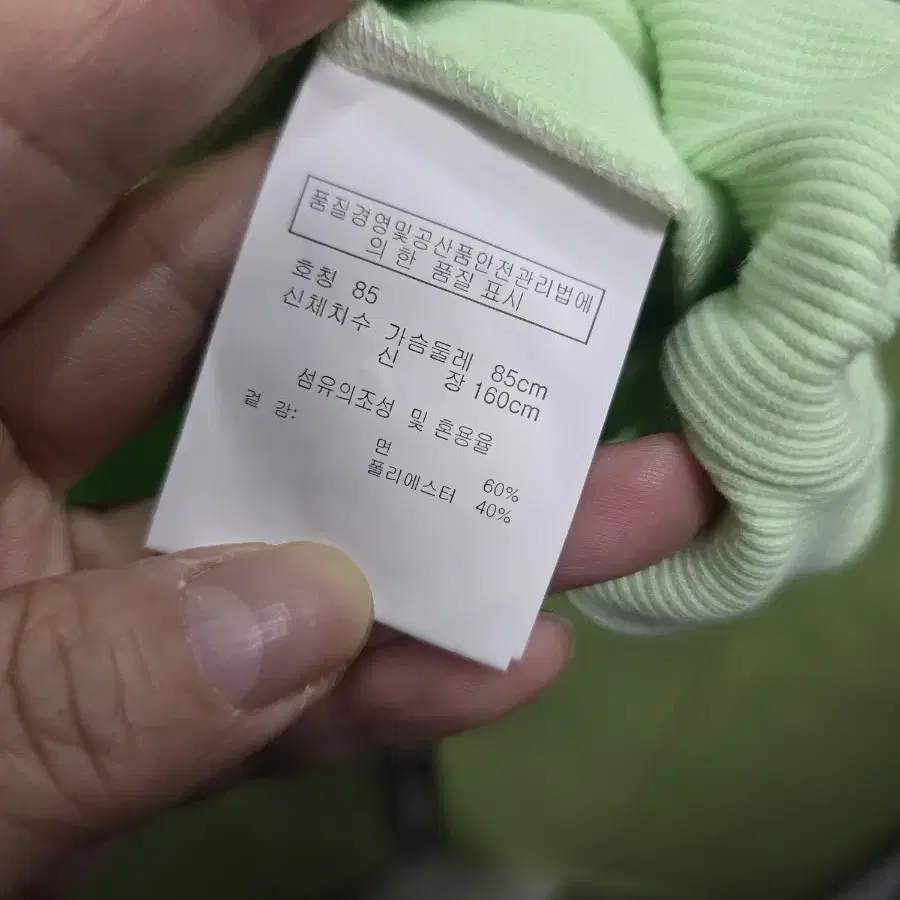 품질경영및공산품안전관리법에
의 한 품질 표시
호칭 85
신체치수 가슴둘레 85cm
신 장 160cm
섬유의조성 및 혼용율
겉 감:
면 60%
폴리에스터 40%